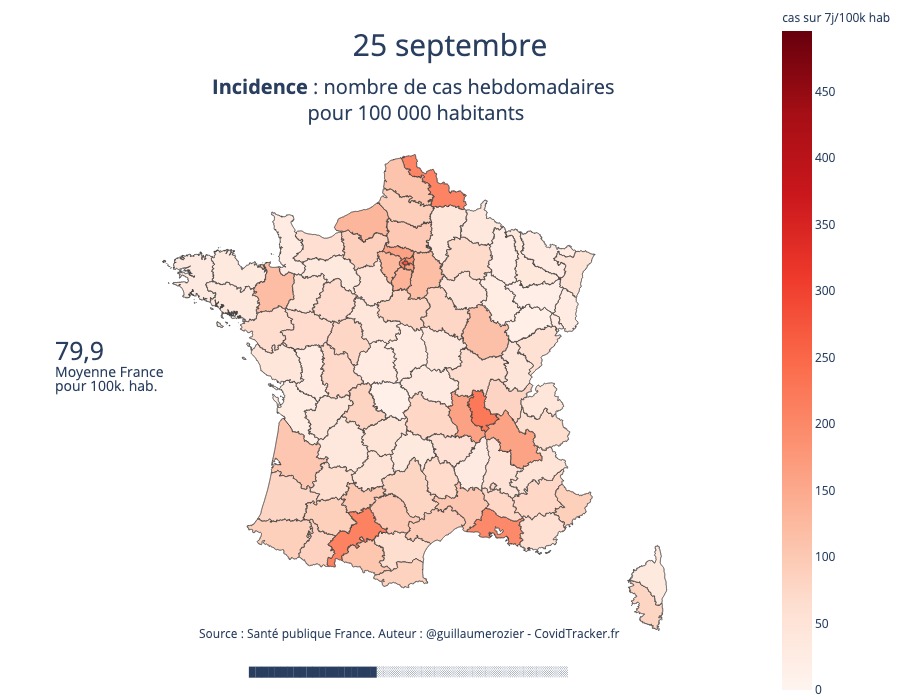 cas sur 7j/100k hab
25 septembre
Incidence : nombre de cas hebdomadaires
pour 100 000 habitants
450
400
350
300
250
200
150
100
50
0
79,9
Moyenne France
pour 100k. hab.
Source : Santé publique France. Auteur : @guillaumerozier - CovidTracker.fr